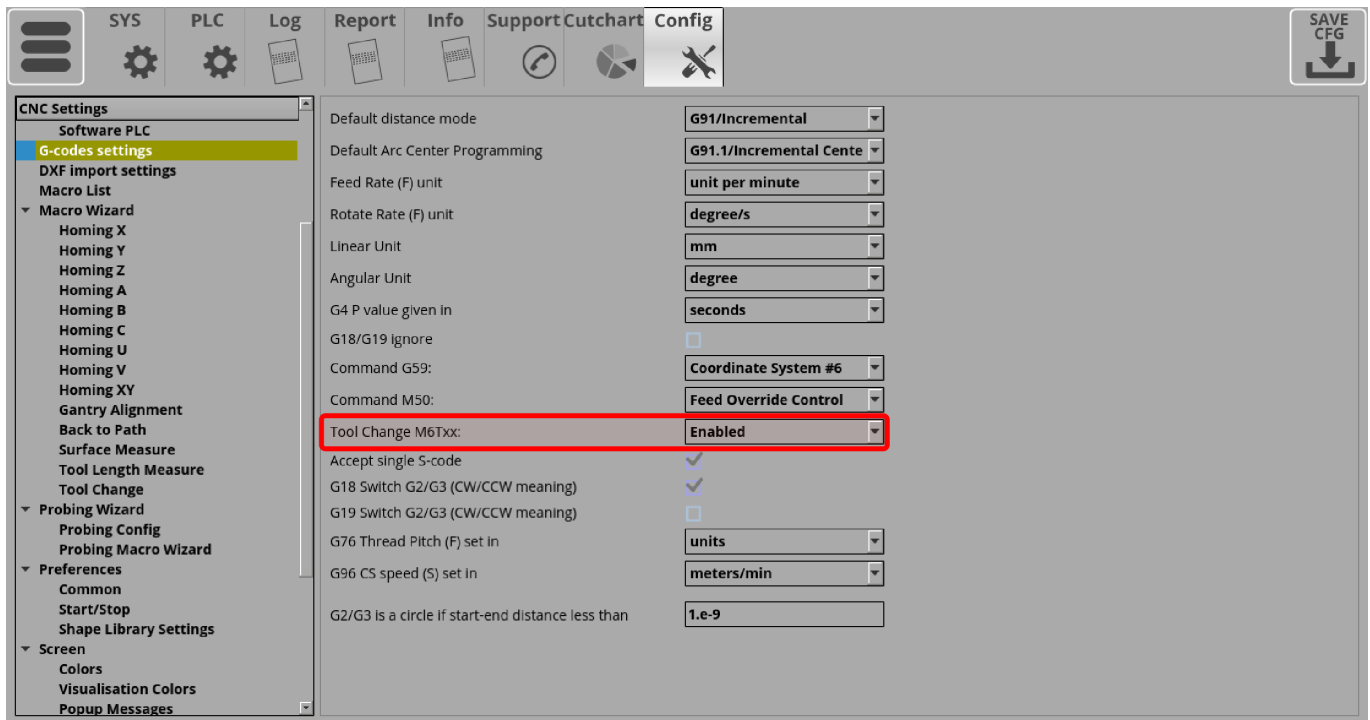 SYS PLC Log Report Info Support Cutchart Config SAVE CFG
CNC Settings
Software PLC
G-codes settings
DXF import settings
Macro List
Macro Wizard
Homing X
Homing Y
Homing Z
Homing A
Homing B
Homing C
Homing U
Homing V
Homing XY
Gantry Alignment
Back to Path
Surface Measure
Tool Length Measure
Tool Change
Probing Wizard
Probing Config
Probing Macro Wizard
Preferences
Common
Start/Stop
Shape Library Settings
Screen
Colors
Visualisation Colors
Popup Messages
Default distance mode G91/Incremental
Default Arc Center Programming G91.1/Incremental Cente
Feed Rate (F) unit unit per minute
Rotate Rate (F) unit degree/s
Linear Unit mm
Angular Unit degree
G4 P value given in seconds
G18/G19 ignore
Command G59: Coordinate System #6
Command M50: Feed Override Control
Tool Change M6Txx: Enabled
Accept single S-code
G18 Switch G2/G3 (CW/CCW meaning)
G19 Switch G2/G3 (CW/CCW meaning)
G76 Thread Pitch (F) set in units
G96 CS speed (S) set in meters/min
G2/G3 is a circle if start-end distance less than 1.e-9